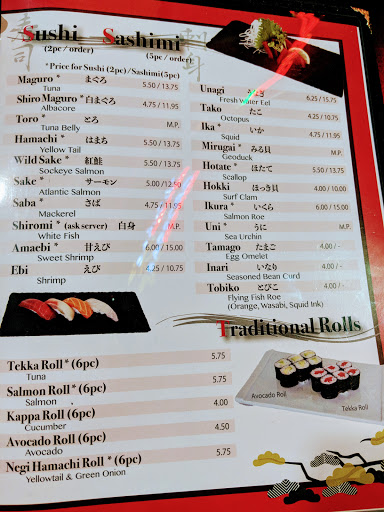 Sushi
Sashimi
(2pc / order)
(5pc / order)
*Price for Sushi (2pc)/Sashimi(5pc)
Maguro * まぐろ 5.50 / 13.75
Tuna
Shiro Maguro * 白まぐろ 4.75 / 11.95
Albacore
Toro * とろ M.P.
Tuna Belly
Hamachi * はまち 5.50 / 13.75
Yellow Tail
Wild Sake * 紅鮭 5.50 / 13.75
Sockeye Salmon
Sake * サーモン 5.00 / 12.50
Atlantic Salmon
Saba * さば 4.75 / 11.95
Mackerel
Shiromi * (ask server) 白身 M.P.
White Fish
Amaebi * 甘えび 6.00 / 15.00
Sweet Shrimp
Ebi えび 4.25 / 10.75
Shrimp
Unagi うなぎ 6.25 / 15.75
Fresh Water Eel
Tako たこ 4.25 / 10.75
Octopus
Ika * いか 4.75 / 11.95
Squid
Mirugai * みる貝 M.P.
Geoduck
Hotate * ほたて 5.50 / 13.75
Scallop
Hokki ほっき貝 4.00 / 10.00
Surf Clam
Ikura * いくら 6.00 / 15.00
Salmon Roe
Uni * うに M.P.
Sea Urchin
Tamago たまご 4.00 / -
Egg Omelet
Inari いなり 4.00 / -
Seasoned Bean Curd
Tobiko とびこ 4.00 / -
Flying Fish Roe
(Orange, Wasabi, Squid Ink)
Traditional Rolls
Tekka Roll * (6pc) 5.75
Tuna
Salmon Roll * (6pc) 5.75
Salmon
Kappa Roll (6pc) 4.00
Cucumber
Avocado Roll (6pc) 4.50
Avocado
Negi Hamachi Roll * (6pc) 5.75
Yellowtail & Green Onion
Avocado Roll
Tekka Roll